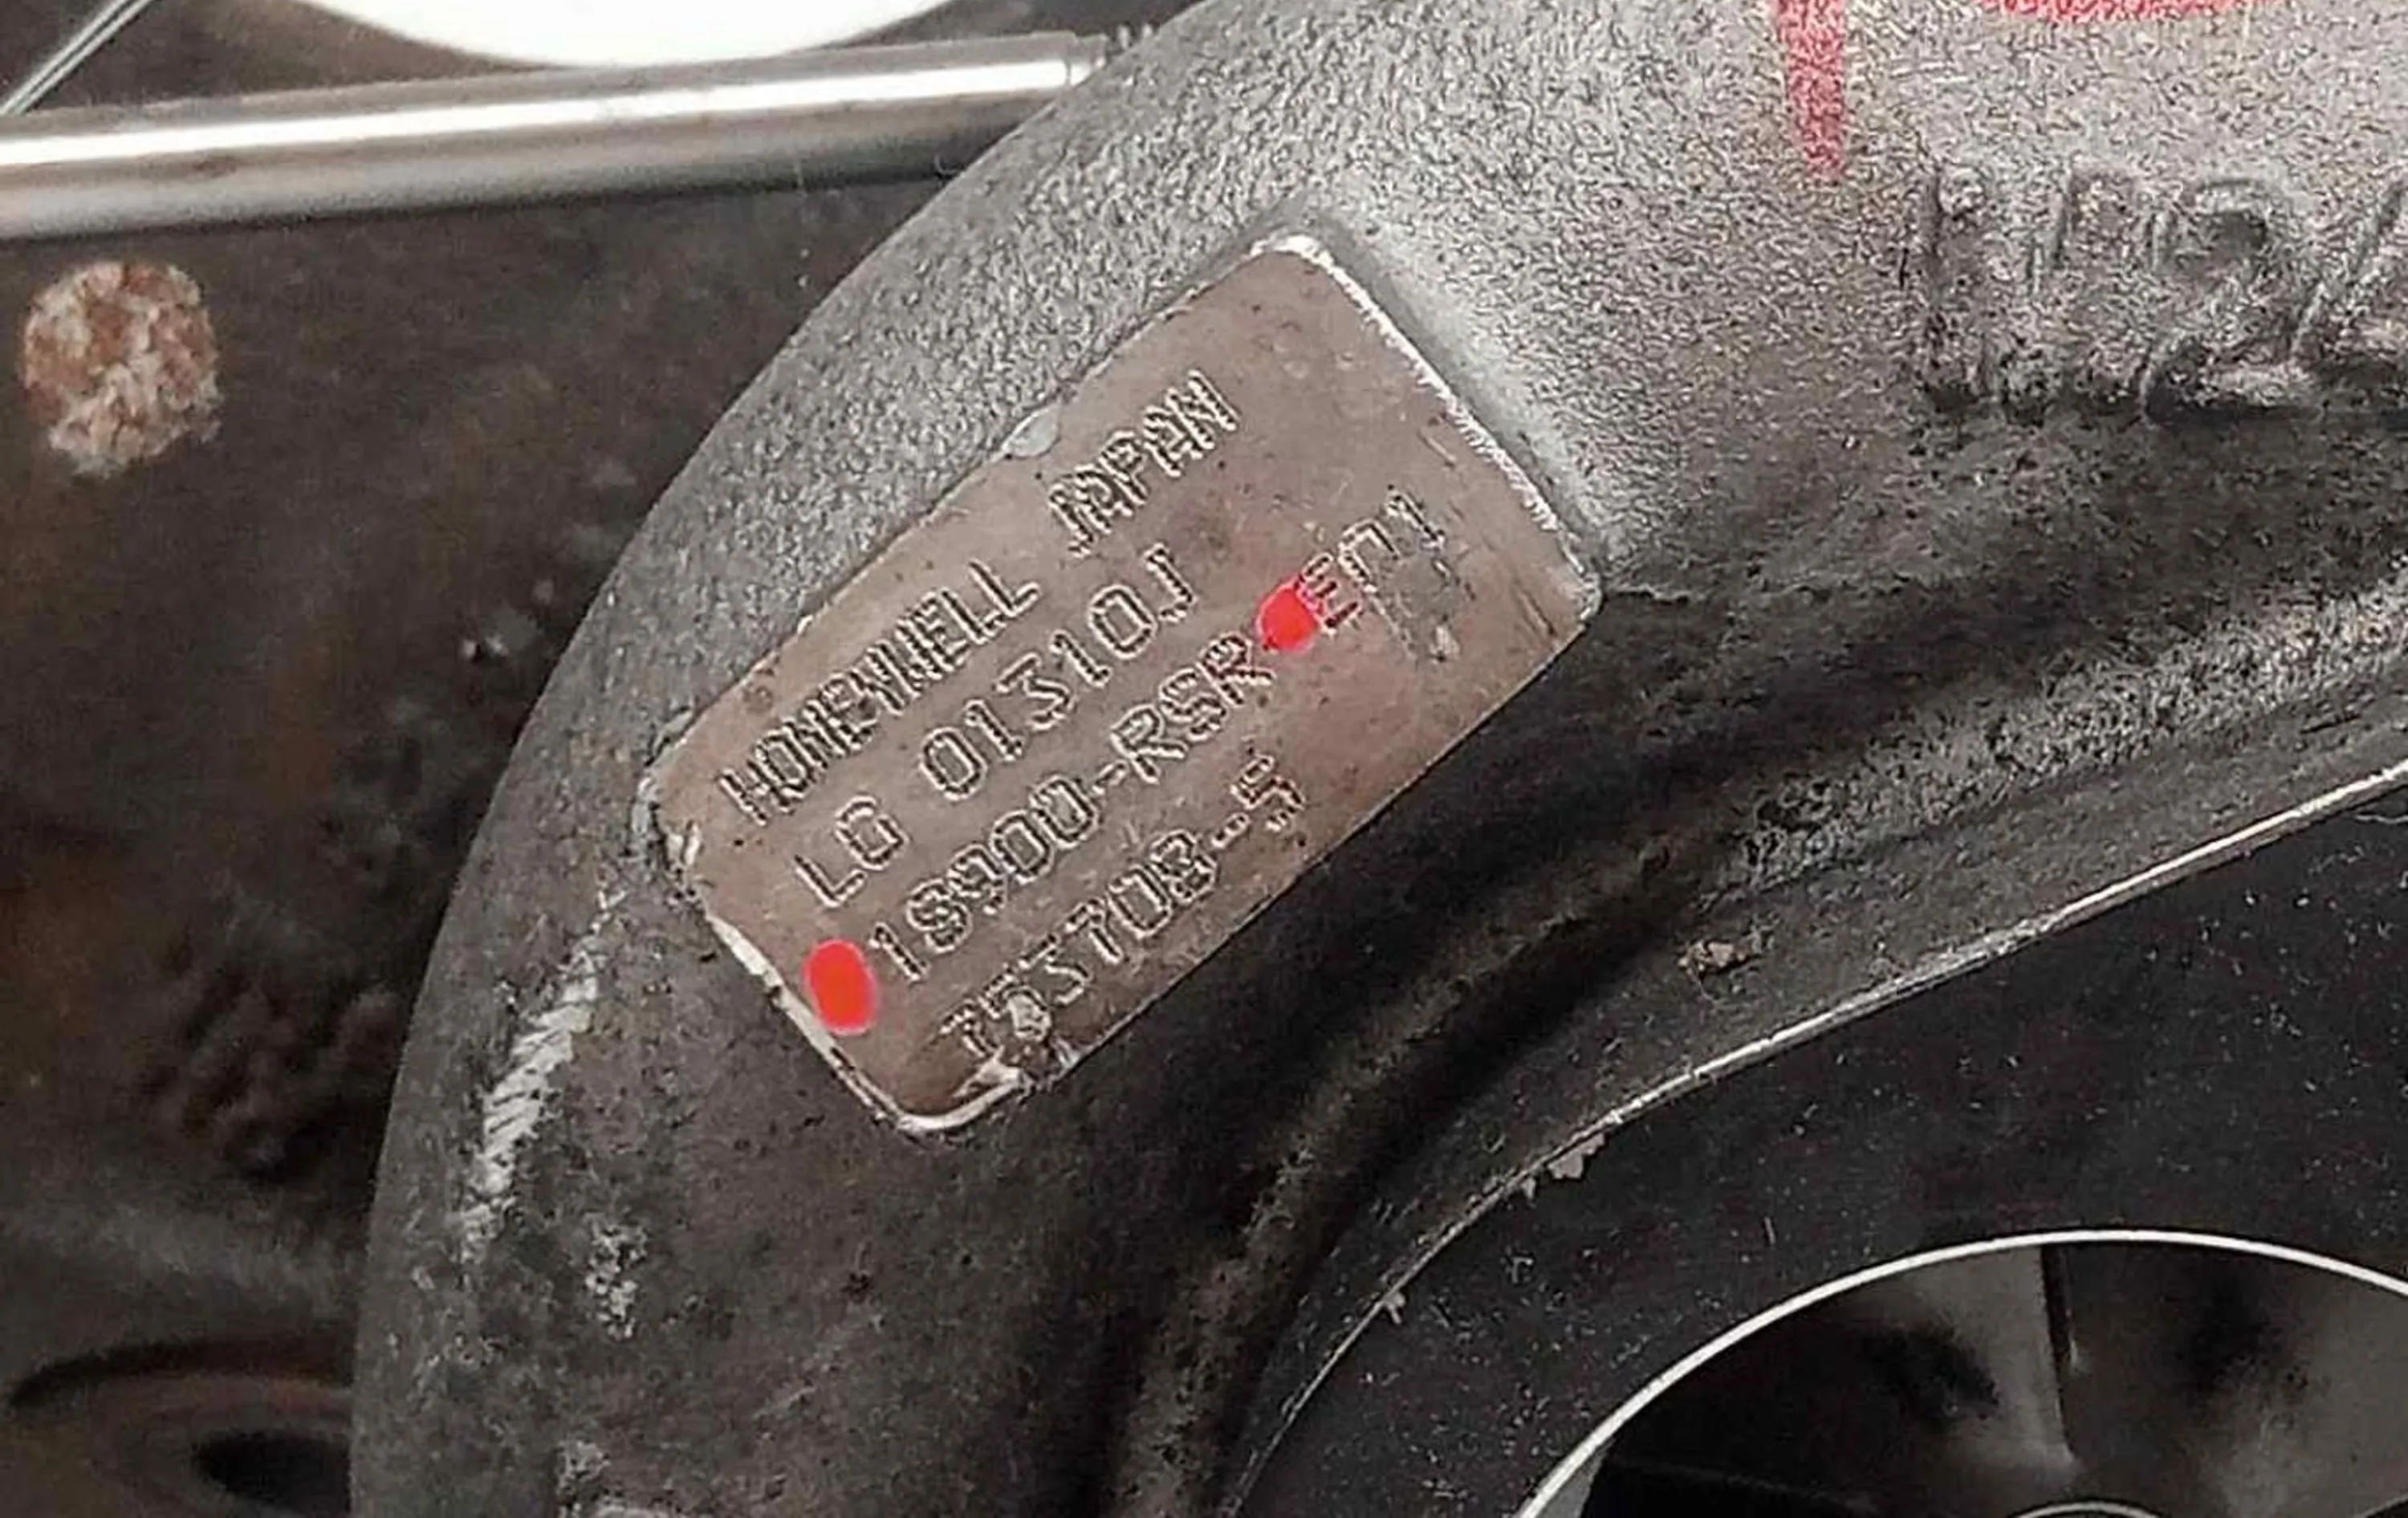 HONEYWELL JAPAN
LG 01310J
18900-RSR E01
753708-5